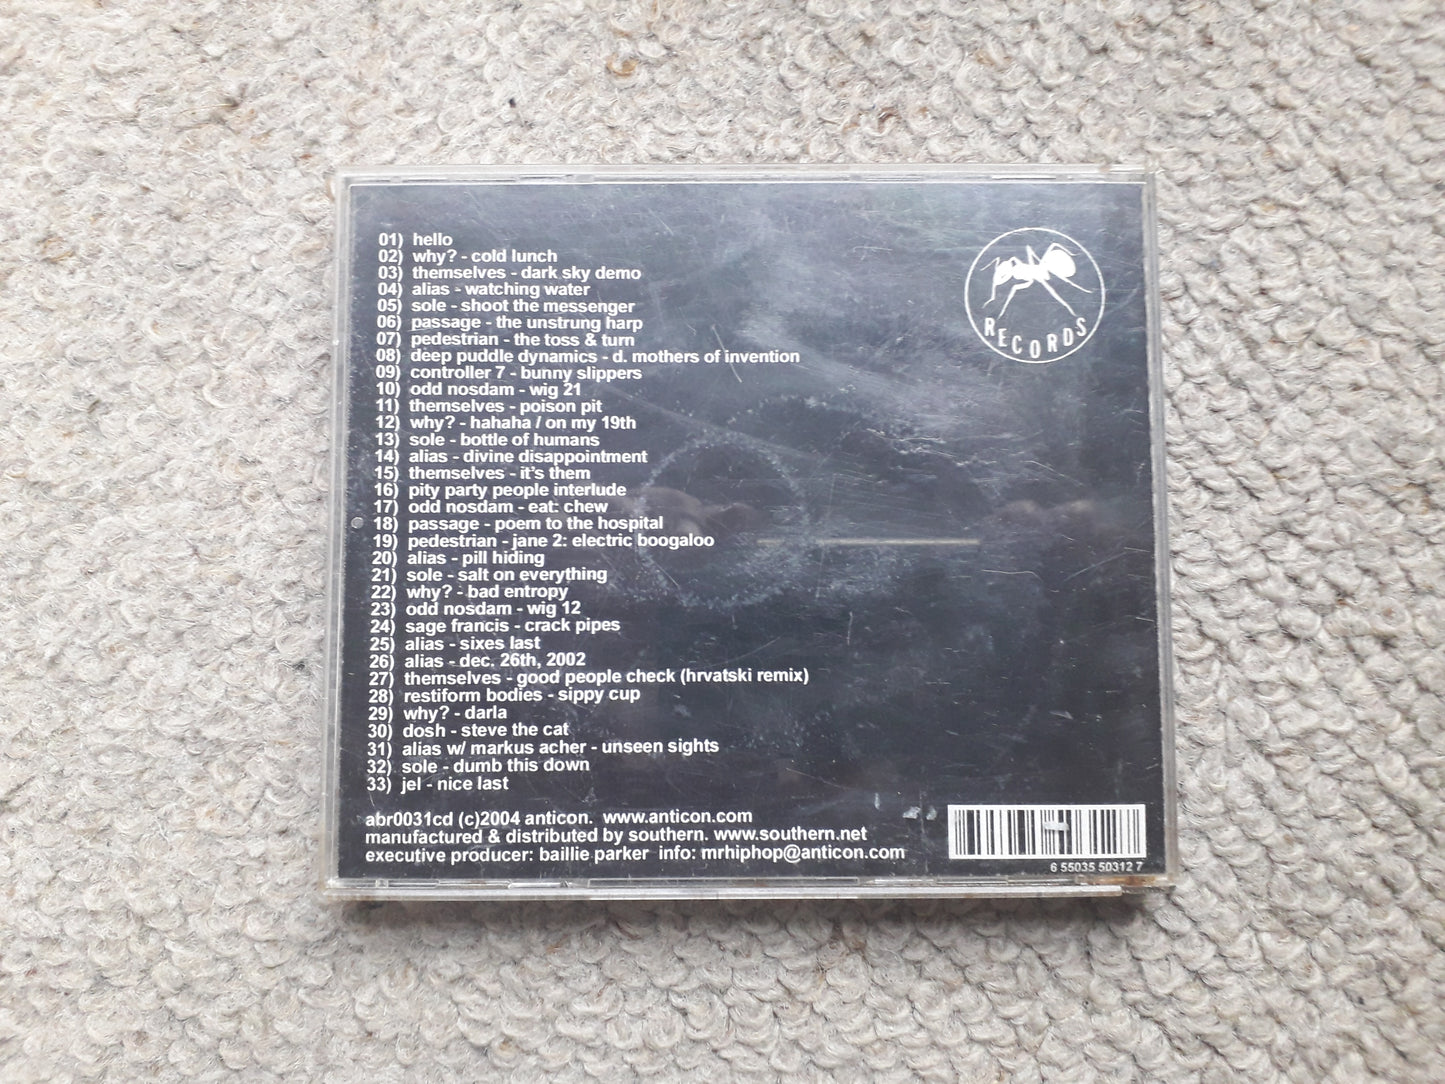 01) hello
02) why? - cold lunch
03) themselves - dark sky demo
04) alias - watching water
05) sole - shoot the messenger
06) passage - the unstrung harp
07) pedestrian - the toss & turn
08) deep puddle dynamics - d. mothers of invention
09) controller 7 - bunny slippers
10) odd nosdam - wig 21
11) themselves - poison pit
12) why? - hahaha / on my 19th
13) sole - bottle of humans
14) alias - divine disappointment
15) themselves - it's them
16) pity party people interlude
17) odd nosdam - eat: chew
18) passage - poem to the hospital
19) pedestrian - jane 2: electric boogaloo
20) alias - pill hiding
21) sole - salt on everything
22) why? - bad entropy
23) odd nosdam - wig 12
24) sage francis - crack pipes
25) alias - sixes last
26) alias - dec. 26th, 2002
27) themselves - good people check (hrvatski remix)
28) restiform bodies - sippy cup
29) why? - darla
30) dosh - steve the cat
31) alias w/ markus acher - unseen sights
32) sole - dumb this down
33) jel - nice last
RECORDS
abr0031cd (c)2004 anticon. www.anticon.com
manufactured & distributed by southern. www.southern.net
executive producer: baillie parker info: mrhiphop@anticon.com
6 55035 50312 7